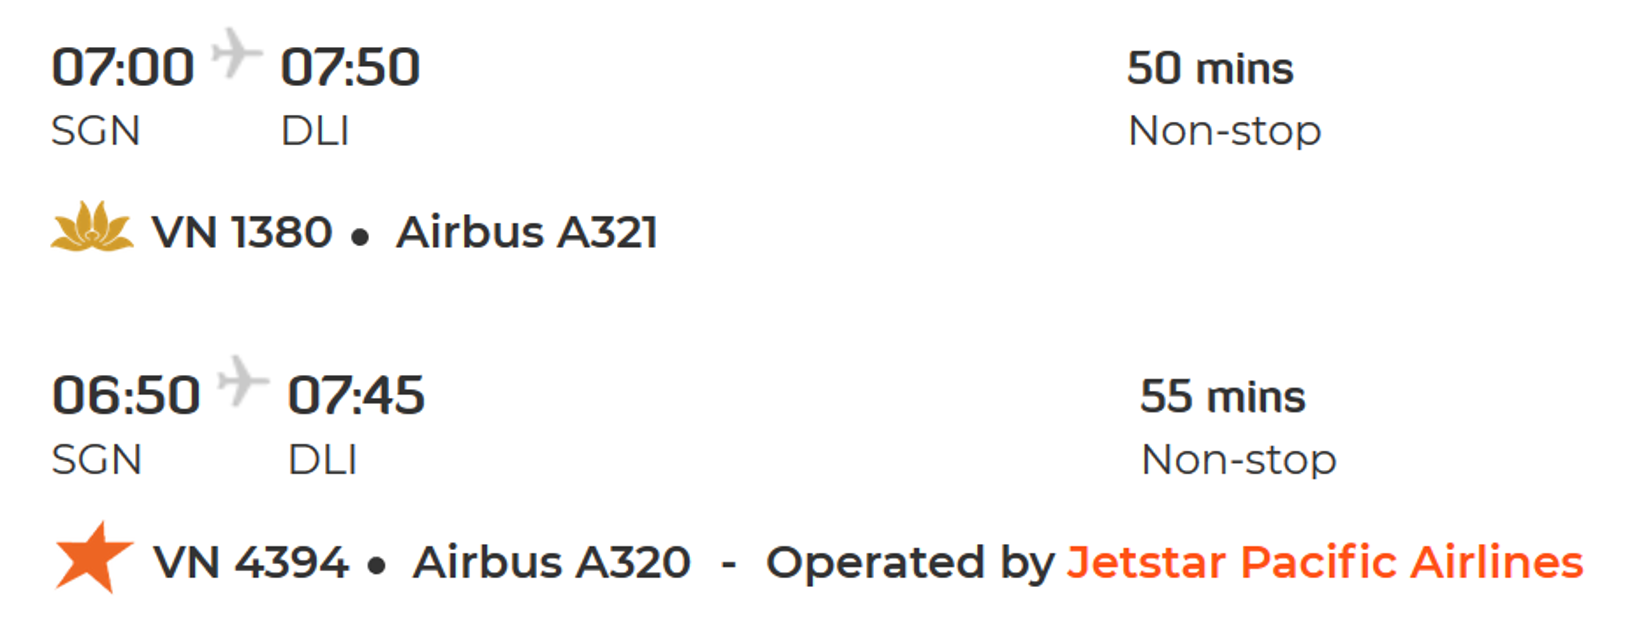 07:00 07:50 50 mins
SGN DLI Non-stop
VN 1380 ● Airbus A321
06:50 07:45 55 mins
SGN DLI Non-stop
VN 4394 ● Airbus A320 - Operated by Jetstar Pacific Airlines